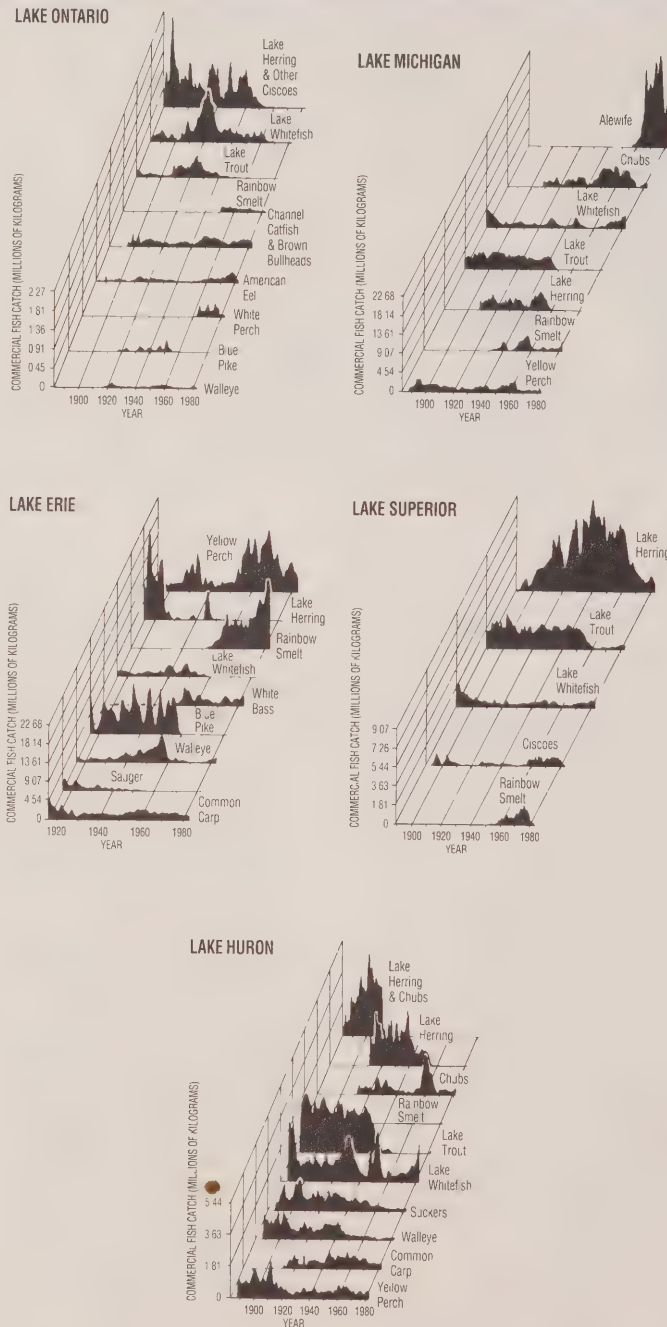 LAKE ONTARIO
Lake
Herring
& Other
Ciscoes
Lake
Whitefish
Lake
Trout
Rainbow
Smelt
Channel
Catfish
& Brown
Bullheads
American
Eel
White
Perch
Blue
Pike
Walleye
COMMERCIAL FISH CATCH (MILLIONS OF KILOGRAMS)
2 27
1 81
1 36
0 91
0 45
0
1900 1920 1940 1960 1980
YEAR
LAKE MICHIGAN
Alewife
Chubs
Lake
Whitefish
Lake
Trout
Lake
Herring
Rainbow
Smelt
Yellow
Perch
COMMERCIAL FISH CATCH (MILLIONS OF KILOGRAMS)
22 68
18 14
13 61
9 07
4 54
0
1900 1920 1940 1960 1980
YEAR
LAKE ERIE
Yellow
Perch
Lake
Herring
Rainbow
Smelt
Lake
Whitefish
White
Bass
Blue
Pike
Walleye
Sauger
Common
Carp
COMMERCIAL FISH CATCH (MILLIONS OF KILOGRAMS)
22 68
18 14
13 61
9 07
4 54
0
1920 1940 1960 1980
YEAR
LAKE SUPERIOR
Lake
Herring
Lake
Trout
Lake
Whitefish
Ciscoes
Rainbow
Smelt
COMMERCIAL FISH CATCH (MILLIONS OF KILOGRAMS)
9 07
7 26
5 44
3 63
1 81
0
1900 1920 1940 1960 1980
YEAR
LAKE HURON
Lake
Herring
& Chubs
Lake
Herring
Chubs
Rainbow
Smelt
Lake
Trout
Lake
Whitefish
Suckers
Walleye
Common
Carp
Yellow
Perch
COMMERCIAL FISH CATCH (MILLIONS OF KILOGRAMS)
5 44
3 63
1 81
0
1900 1920 1940 1960 1980
YEAR